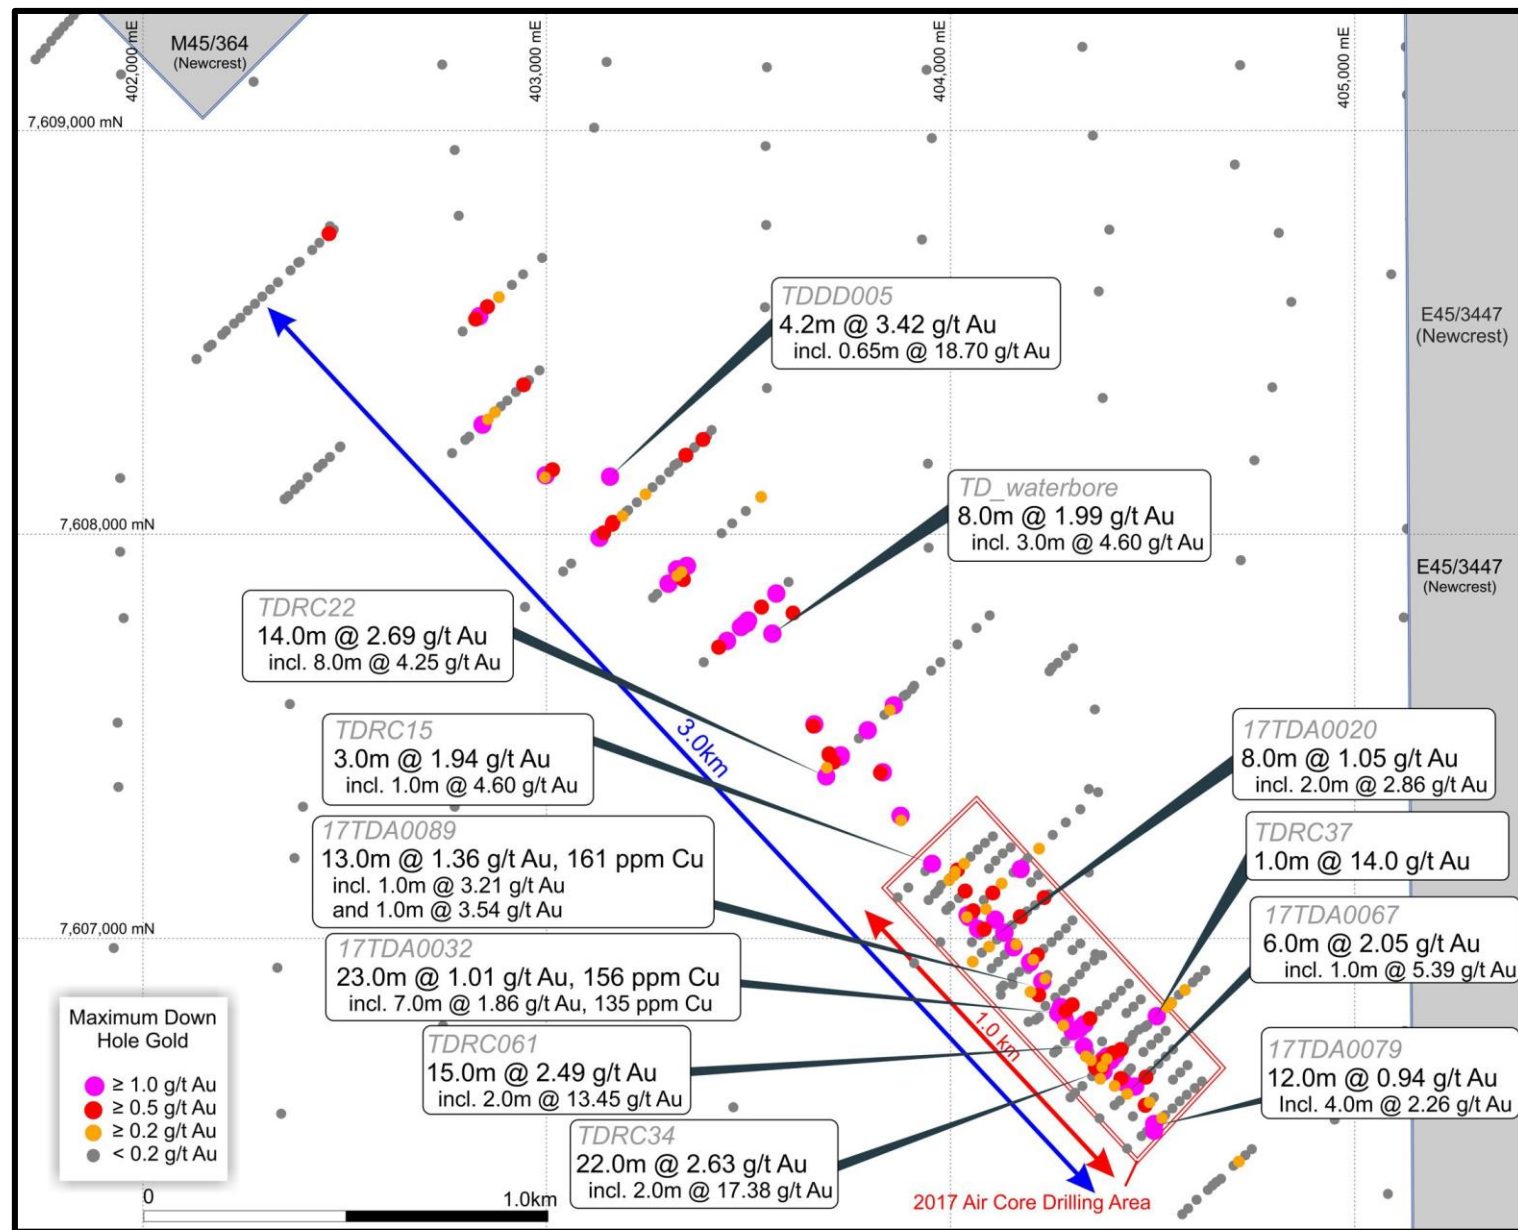 M45/364
(Newcrest)
402,000 mE
403,000 mE
404,000 mE
405,000 mE
7,609,000 mN
TDDD005
4.2m @ 3.42 g/t Au
incl. 0.65m @ 18.70 g/t Au
E45/3447
(Newcrest)
TD_waterbore
8.0m @ 1.99 g/t Au
incl. 3.0m @ 4.60 g/t Au
7,608,000 mN
E45/3447
(Newcrest)
TDRC22
14.0m @ 2.69 g/t Au
incl. 8.0m @ 4.25 g/t Au
3.0km
TDRC15
3.0m @ 1.94 g/t Au
incl. 1.0m @ 4.60 g/t Au
17TDA0020
8.0m @ 1.05 g/t Au
incl. 2.0m @ 2.86 g/t Au
17TDA0089
13.0m @ 1.36 g/t Au, 161 ppm Cu
incl. 1.0m @ 3.21 g/t Au
and 1.0m @ 3.54 g/t Au
TDRC37
1.0m @ 14.0 g/t Au
7,607,000 mN
17TDA0032
23.0m @ 1.01 g/t Au, 156 ppm Cu
incl. 7.0m @ 1.86 g/t Au, 135 ppm Cu
17TDA0067
6.0m @ 2.05 g/t Au
incl. 1.0m @ 5.39 g/t Au
1.0 km
TDRC061
15.0m @ 2.49 g/t Au
incl. 2.0m @ 13.45 g/t Au
17TDA0079
12.0m @ 0.94 g/t Au
Incl. 4.0m @ 2.26 g/t Au
TDRC34
22.0m @ 2.63 g/t Au
incl. 2.0m @ 17.38 g/t Au
2017 Air Core Drilling Area
Maximum Down
Hole Gold
≥ 1.0 g/t Au
≥ 0.5 g/t Au
≥ 0.2 g/t Au
< 0.2 g/t Au
0
1.0km